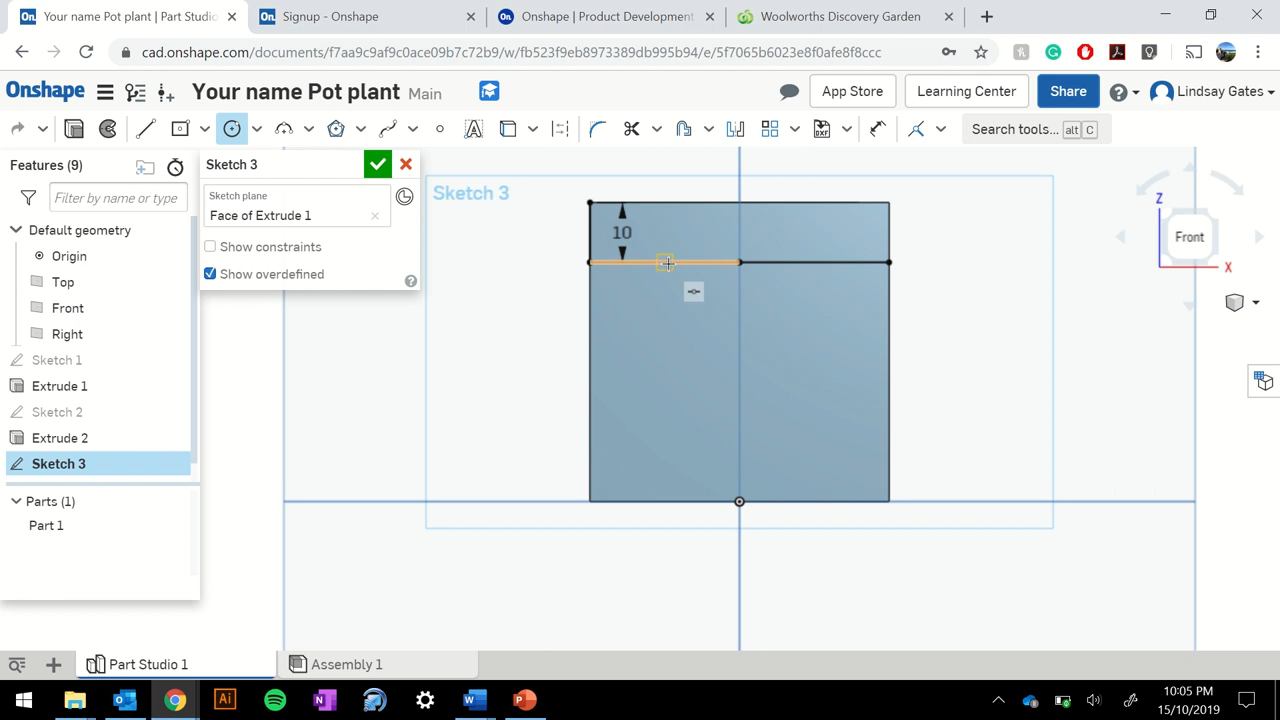 Your name Pot plant | Part Studio
Signup - Onshape
Onshape | Product Development
Woolworths Discovery Garden
cad.onshape.com/documents/f7aa9c9af9c0ace09b7c72b9/w/fb523f9eb8973389db995b94/e/5f7065b6023e8f0afe8f8ccc
Onshape
Your name Pot plant Main
App Store
Learning Center
Share
Lindsay Gates
Search tools... alt C
Features (9)
Filter by name or type
Default geometry
Origin
Top
Front
Right
Sketch 1
Extrude 1
Sketch 2
Extrude 2
Sketch 3
Parts (1)
Part 1
Sketch 3
Sketch plane
Face of Extrude 1
Show constraints
Show overdefined
Sketch 3
10
Z
Front
X
Part Studio 1
Assembly 1
10:05 PM
15/10/2019